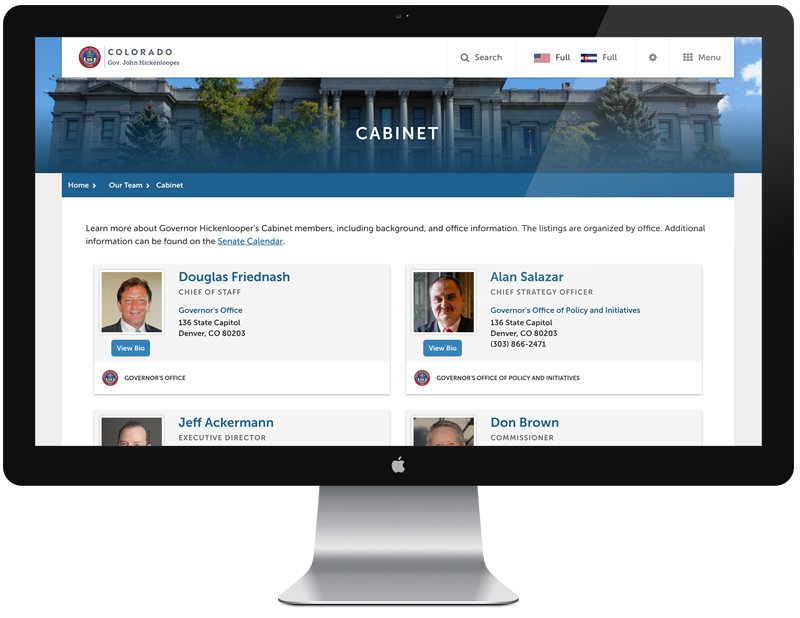 COLORADO
Gov. John Hickenlooper
Search
Full
Full
Menu
CABINET
Home
Our Team
Cabinet
Learn more about Governor Hickenlooper's Cabinet members, including background, and office information. The listings are organized by office. Additional
information can be found on the Senate Calendar.
Douglas Friednash
CHIEF OF STAFF
Governor's Office
136 State Capitol
Denver, CO 80203
View Bio
GOVERNOR'S OFFICE
Alan Salazar
CHIEF STRATEGY OFFICER
Governor's Office of Policy and Initiatives
136 State Capitol
Denver, CO 80203
(303) 866-2471
View Bio
GOVERNOR'S OFFICE OF POLICY AND INITIATIVES
Jeff Ackermann
EXECUTIVE DIRECTOR
Don Brown
COMMISSIONER